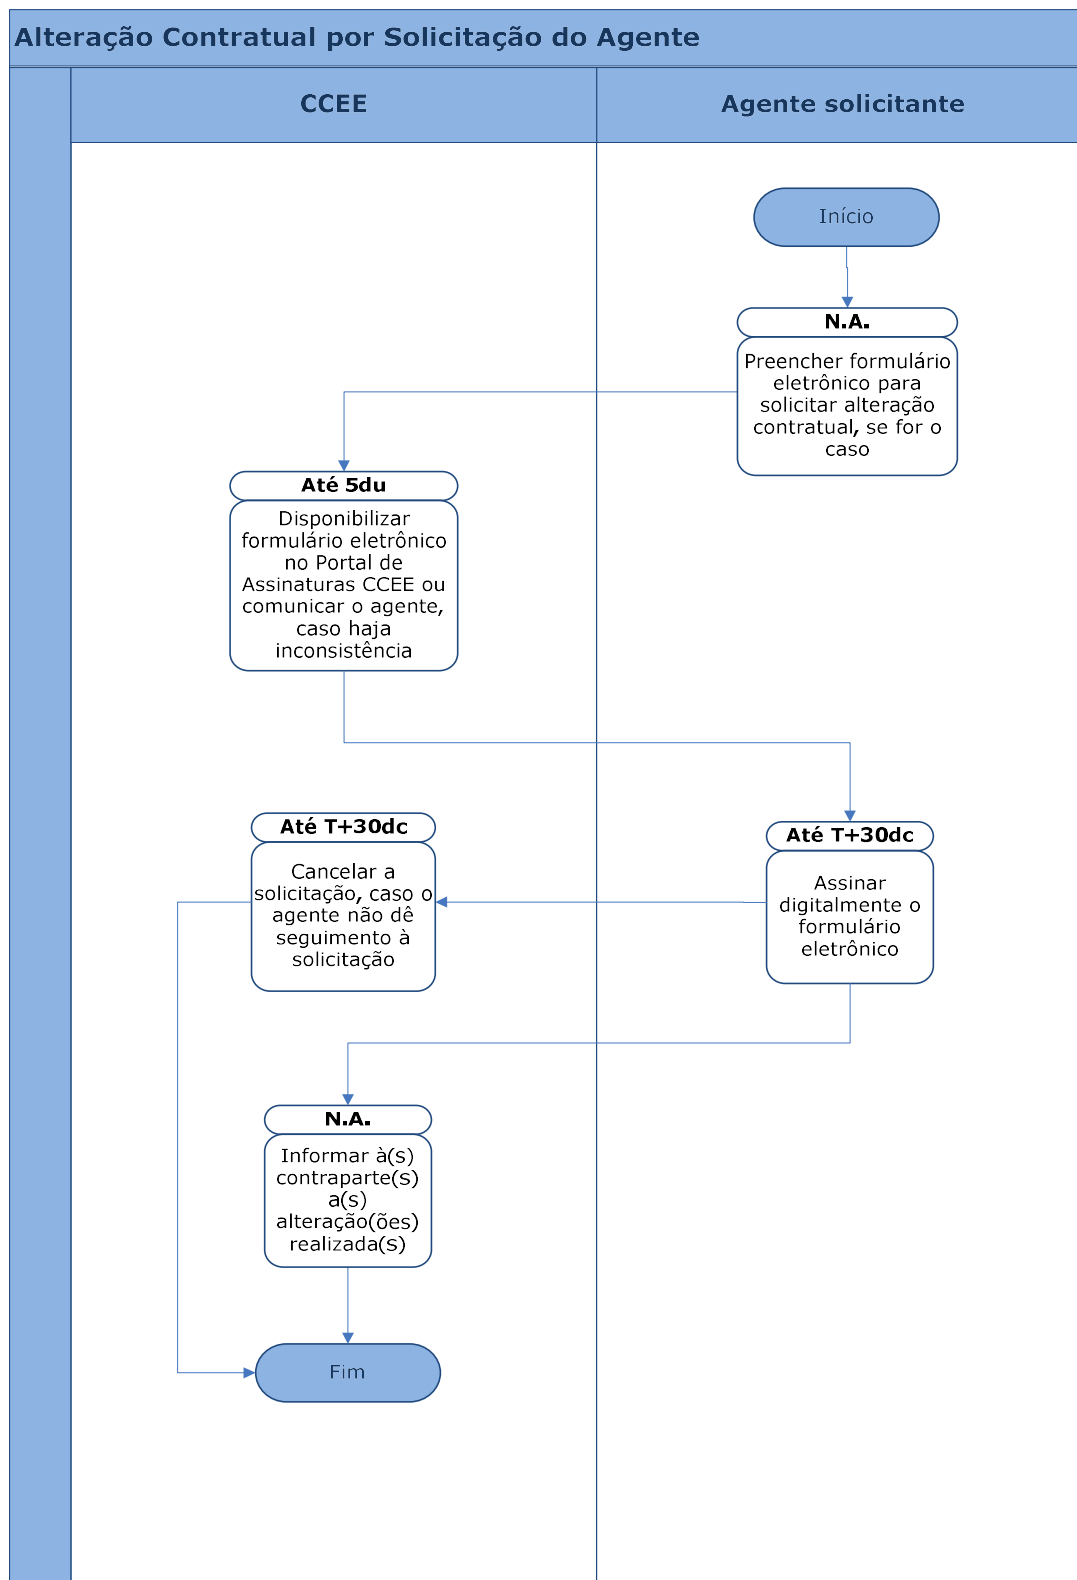 Alteração Contratual por Solicitação do Agente
CCEE
Agente solicitante
Início
N.A.
Preencher formulário
eletrônico para
solicitar alteração
contratual, se for o
caso
Até 5du
Disponibilizar
formulário eletrônico
no Portal de
Assinaturas CCEE ou
comunicar o agente,
caso haja
inconsistência
Até T+30dc
Assinar
digitalmente o
formulário
eletrônico
Até T+30dc
Cancelar a
solicitação, caso o
agente não dê
seguimento à
solicitação
N.A.
Informar à(s)
contraparte(s)
a(s)
alteração(ões)
realizada(s)
Fim